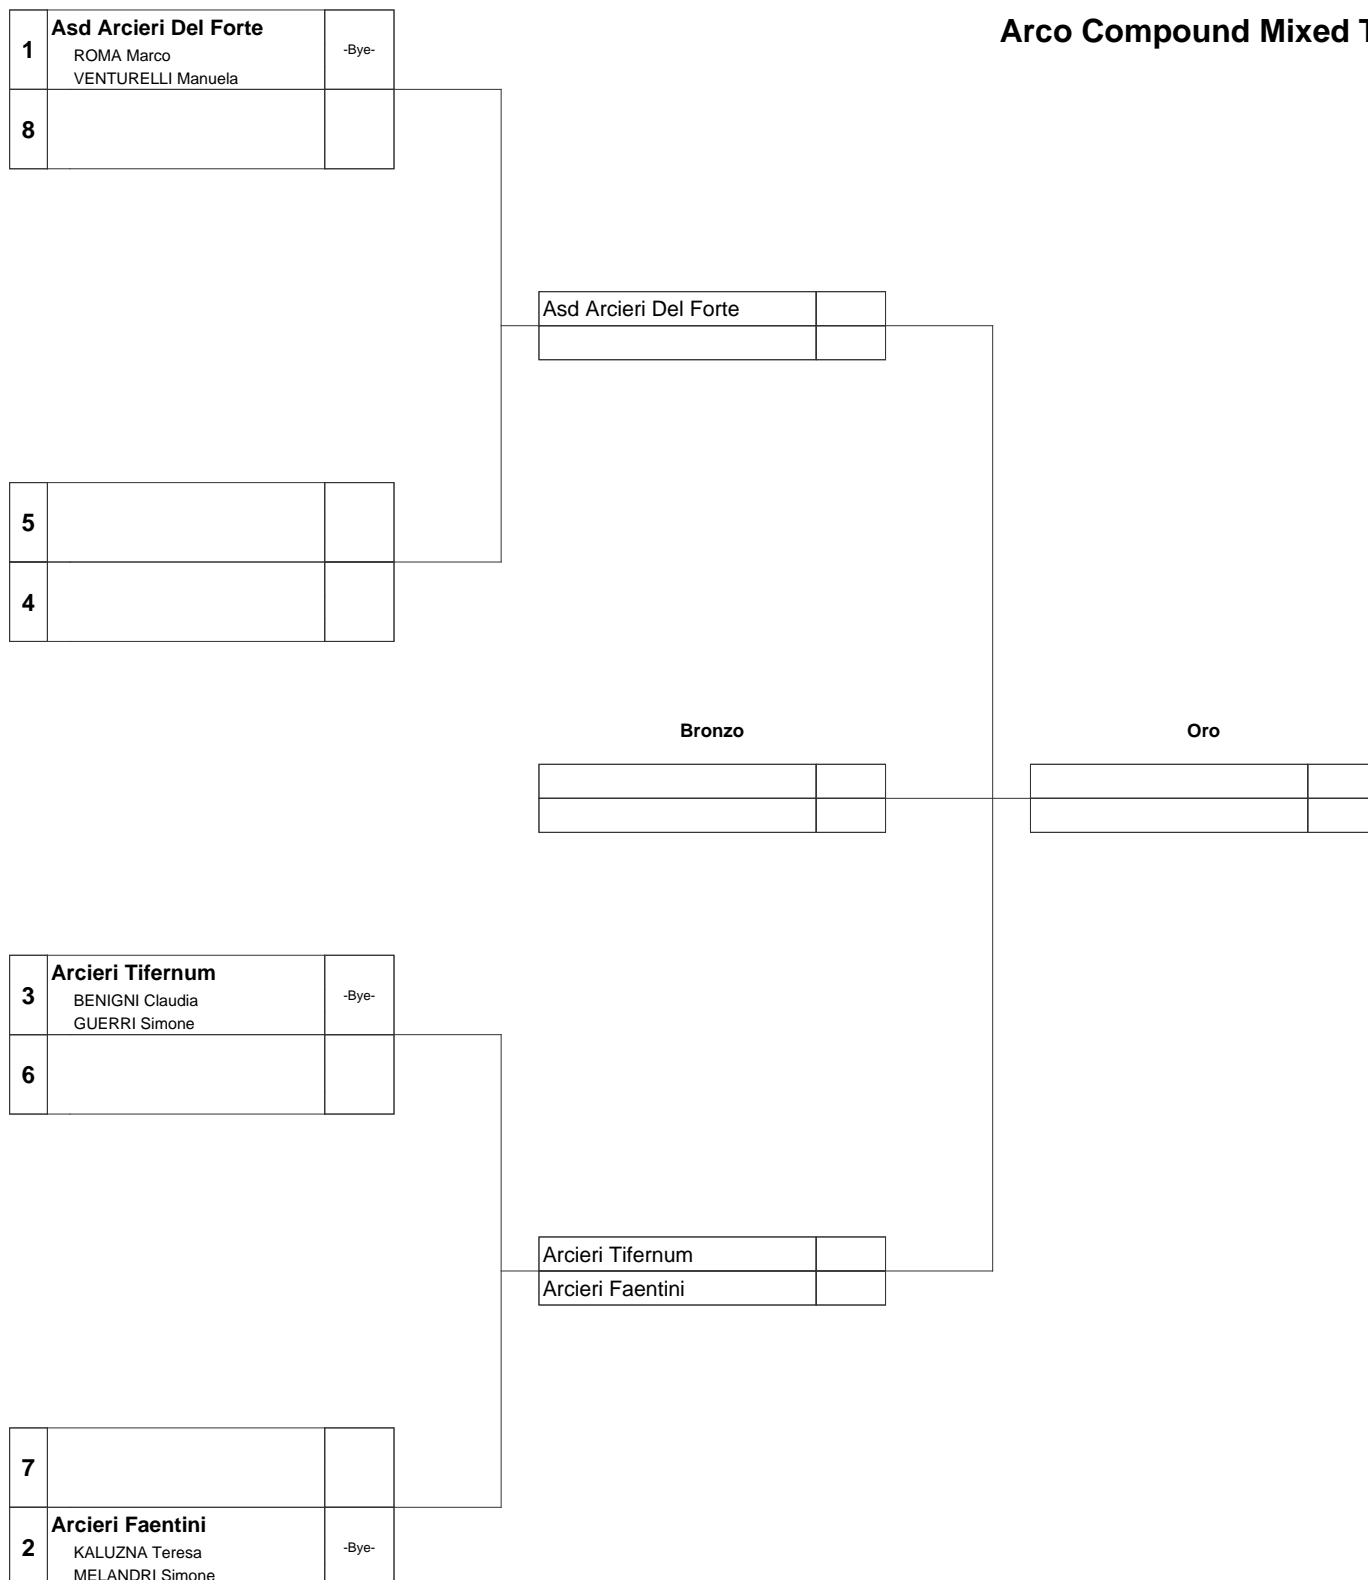 Arco Compound Mixed T
1
Asd Arcieri Del Forte
ROMA Marco
VENTURELLI Manuela
-Bye-
8
Asd Arcieri Del Forte
5
4
Bronzo
Oro
3
Arcieri Tifernum
BENIGNI Claudia
GUERRI Simone
-Bye-
6
Arcieri Tifernum
Arcieri Faentini
7
2
Arcieri Faentini
KALUZNA Teresa
MELANDRI Simone
-Bye-